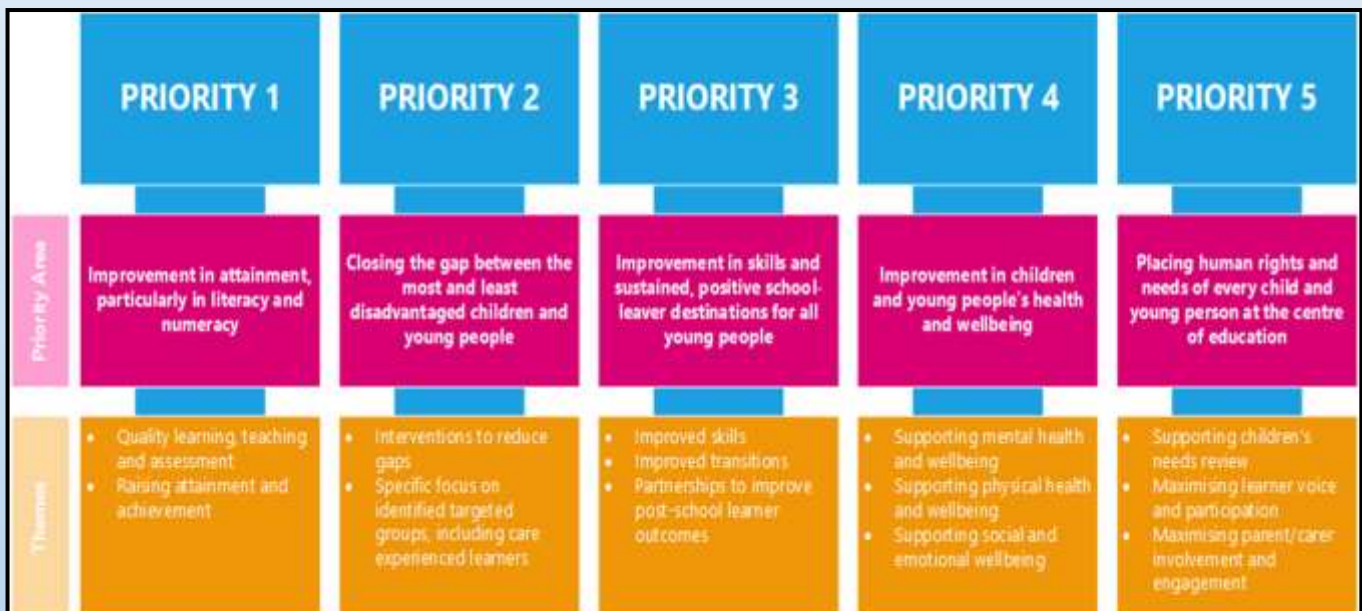 PRIORITY 1
PRIORITY 2
PRIORITY 3
PRIORITY 4
PRIORITY 5
Priority Area
Improvement in attainment,
particularly in literacy and
numeracy
Closing the gap between the
most and least
disadvantaged children and
young people
Improvement in skills and
sustained, positive school-
leaver destinations for all
young people
Improvement in children
and young people's health
and wellbeing
Placing human rights and
needs of every child and
young person at the centre
of education
Themes
• Quality learning, teaching
and assessment
• Raising attainment and
achievement
• Interventions to reduce
gaps
• Specific focus on
identified targeted
groups, including care
experienced learners
• Improved skills
• Improved transitions
• Partnerships to improve
post-school learner
outcomes
• Supporting mental health
and wellbeing
• Supporting physical health
and wellbeing
• Supporting social and
emotional wellbeing
• Supporting children's
needs review
• Maximising learner voice
and participation
• Maximising parent/carer
involvement and
engagement